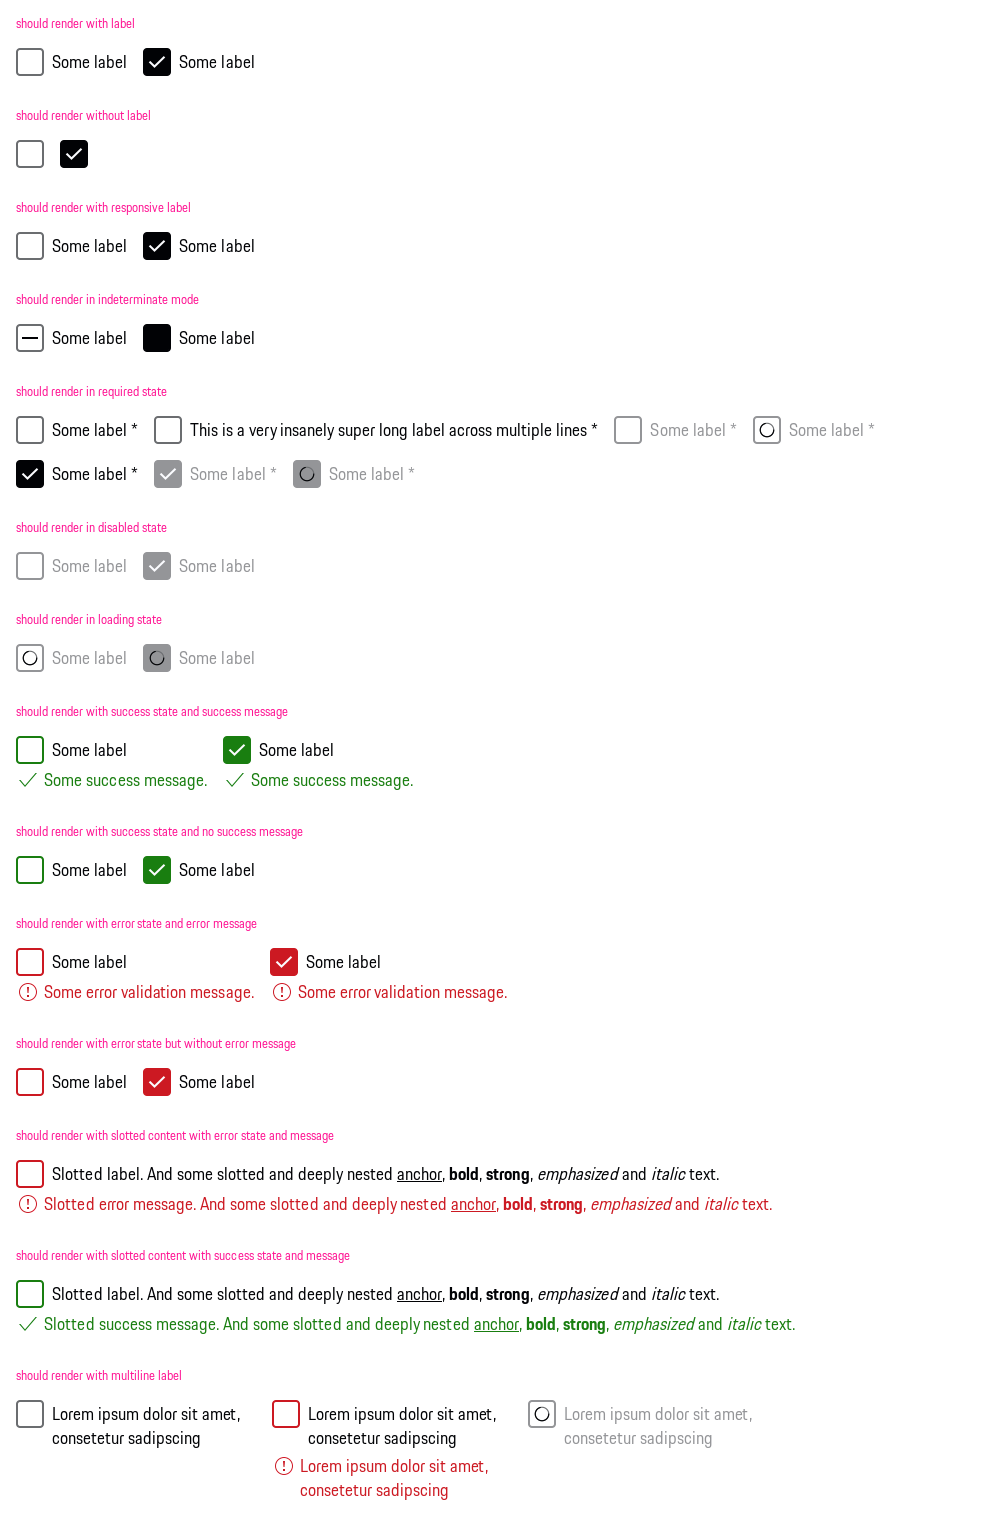 should render with label
Some label Some label
should render without label
should render with responsive label
Some label Some label
should render in indeterminate mode
Some label Some label
should render in required state
Some label * This is a very insanely super long label across multiple lines * Some label * Some label *
Some label * Some label * Some label *
should render in disabled state
Some label Some label
should render in loading state
Some label Some label
should render with success state and success message
Some label Some label
Some success message. Some success message.
should render with success state and no success message
Some label Some label
should render with error state and error message
Some label Some label
Some error validation message. Some error validation message.
should render with error state but without error message
Some label Some label
should render with slotted content with error state and message
Slotted label. And some slotted and deeply nested anchor, bold, strong, emphasized and italic text.
Slotted error message. And some slotted and deeply nested anchor, bold, strong, emphasized and italic text.
should render with slotted content with success state and message
Slotted label. And some slotted and deeply nested anchor, bold, strong, emphasized and italic text.
Slotted success message. And some slotted and deeply nested anchor, bold, strong, emphasized and italic text.
should render with multiline label
Lorem ipsum dolor sit amet, Lorem ipsum dolor sit amet, Lorem ipsum dolor sit amet,
consetetur sadipscing consetetur sadipscing consetetur sadipscing
Lorem ipsum dolor sit amet,
consetetur sadipscing